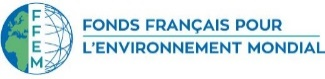 FFEM
FONDS FRANÇAIS POUR
L'ENVIRONNEMENT MONDIAL